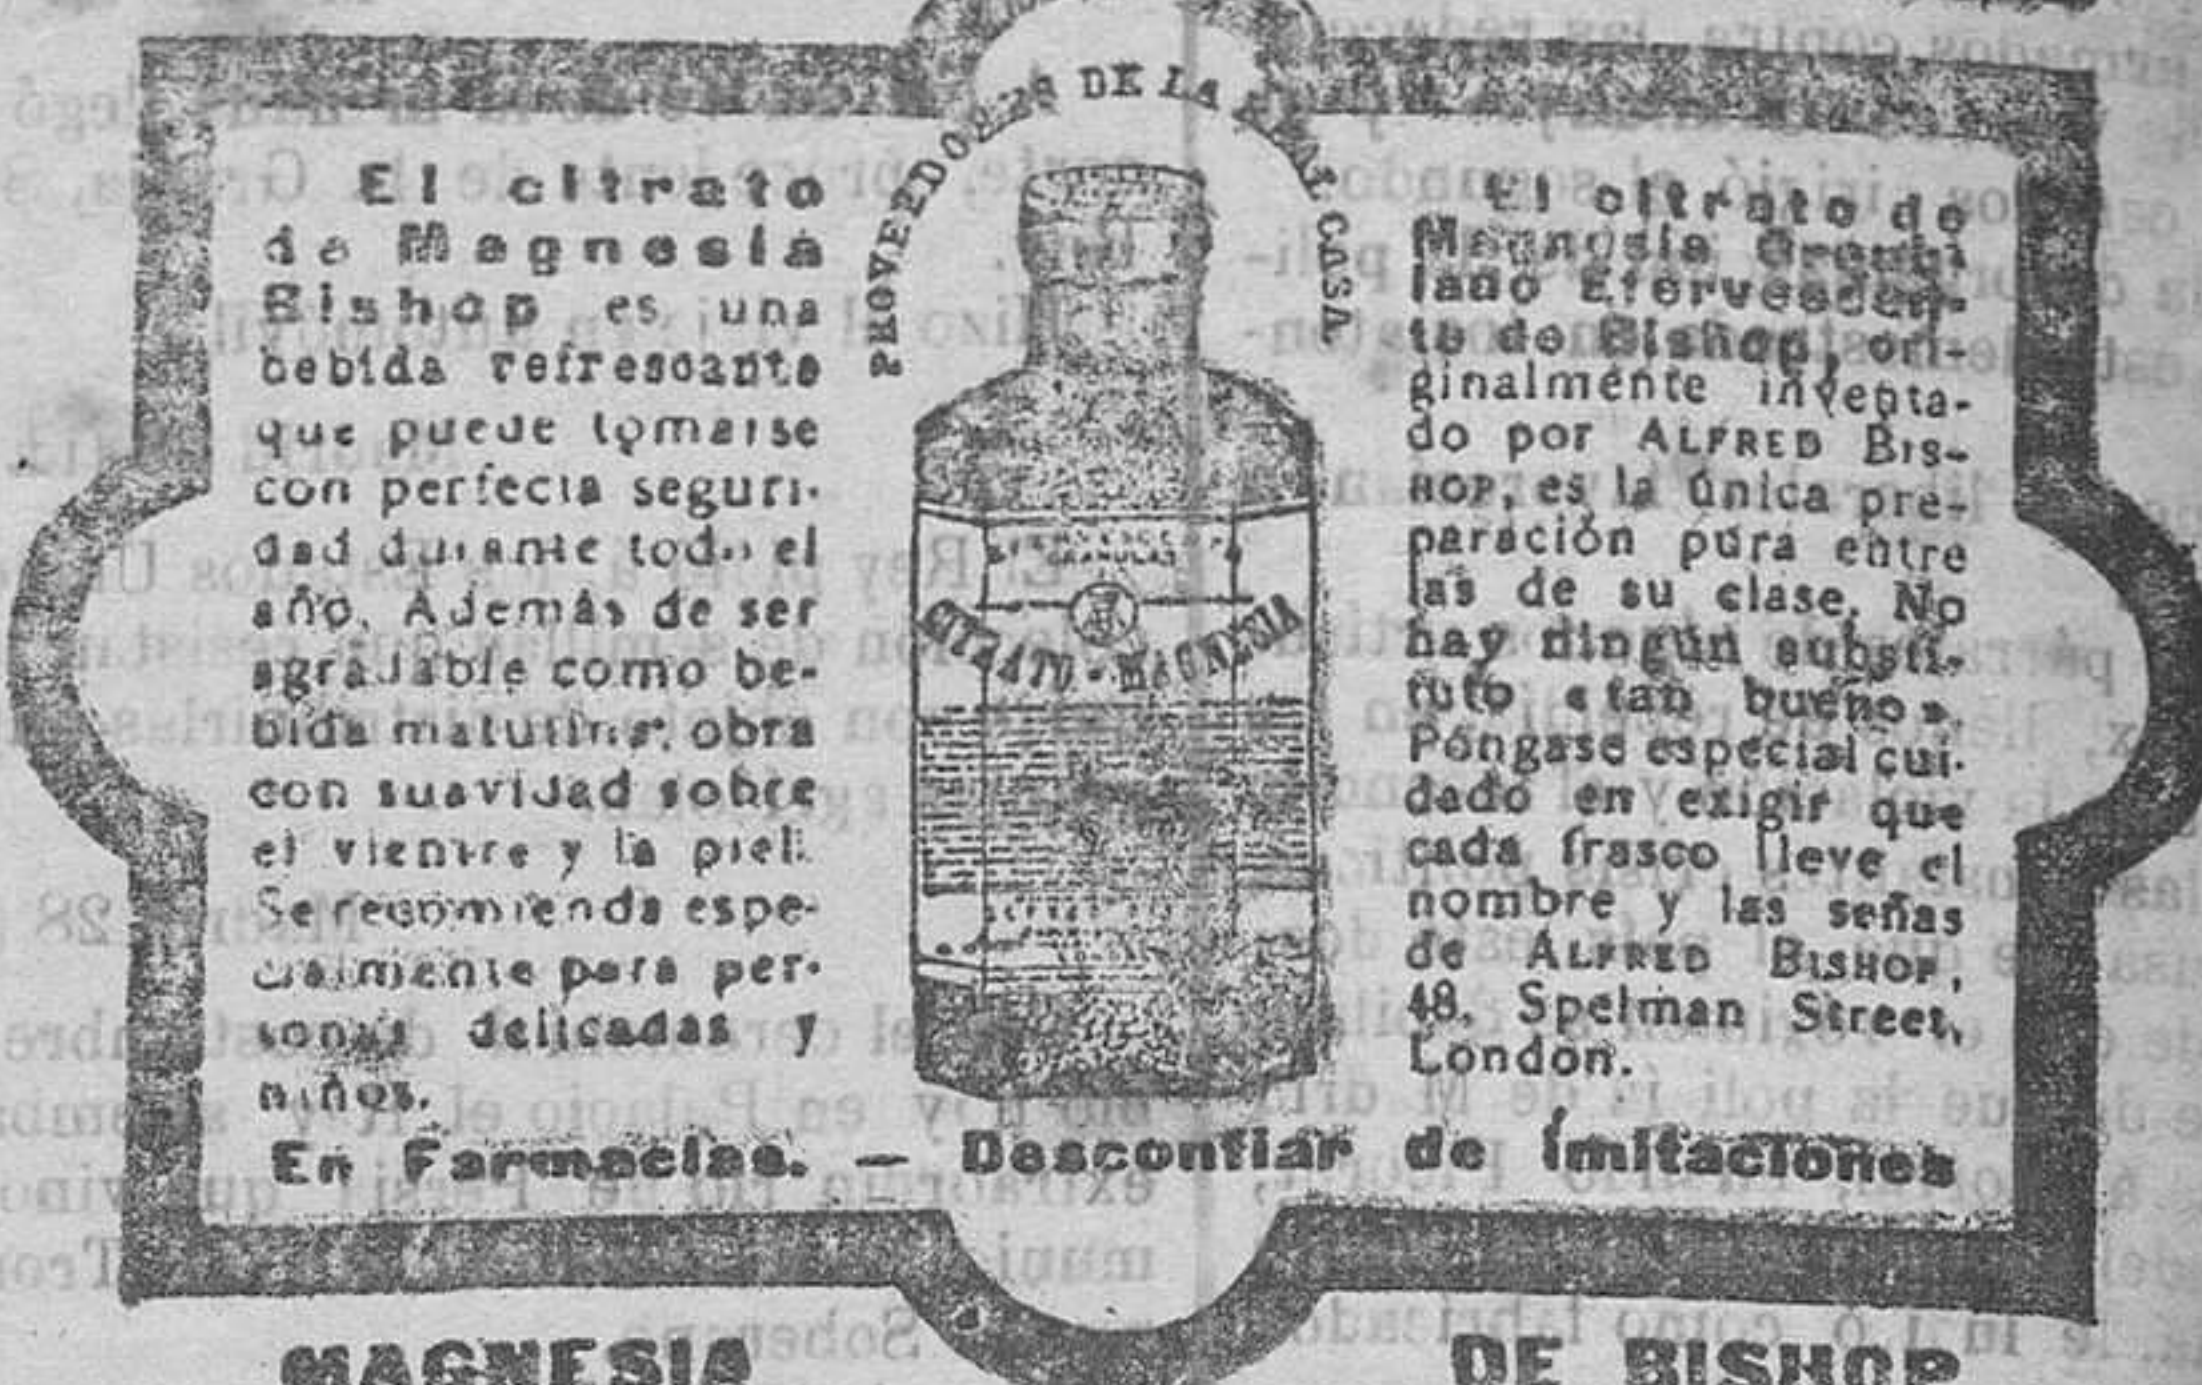 PROVEEDORES DE LA REAL CASA
El citrato
de Magnesia
Bishop es una
bebida refrescante
que puede tomarse
con perfecta seguri-
dad durante todo el
año. Además de ser
agradable como be-
bida matutina, obra
con suavidad sobre
el vientre y la piel.
Se recomienda espe-
cialmente para per-
sonas delicadas y
niños.
GRANULAR
CITRATO - MAGNESIA
El citrato de
Magnesia Granu
lado Efervescen-
te de Bishop, ori-
ginalmente inventa-
do por ALFRED BIS-
HOP, es la única pre-
paración pura entre
las de su clase. No
hay ningún substi-
tuto «tan bueno».
Póngase especial cui-
dado en exigir que
cada frasco lleve el
nombre y las señas
de ALFRED BISHOP,
48, Spelman Street,
London.
En Farmacias. — Desconfiar de imitaciones
MAGNESIA DE BISHOP